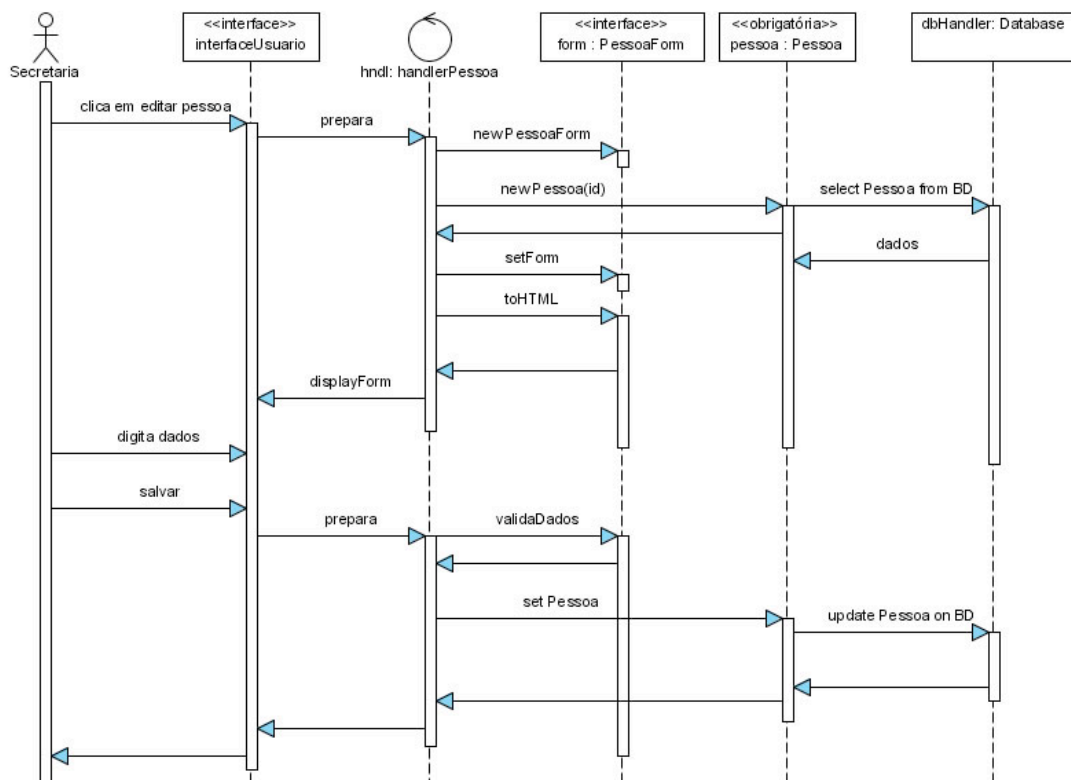 <<interface>>
interfaceUsuario
<<interface>>
form : PessoaForm
<<obrigatória>>
pessoa : Pessoa
dbHandler: Database
Secretaria
hndl: handlerPessoa
clica em editar pessoa
prepara
newPessoaForm
newPessoa(id)
select Pessoa from BD
dados
setForm
toHTML
displayForm
digita dados
salvar
prepara
validaDados
set Pessoa
update Pessoa on BD